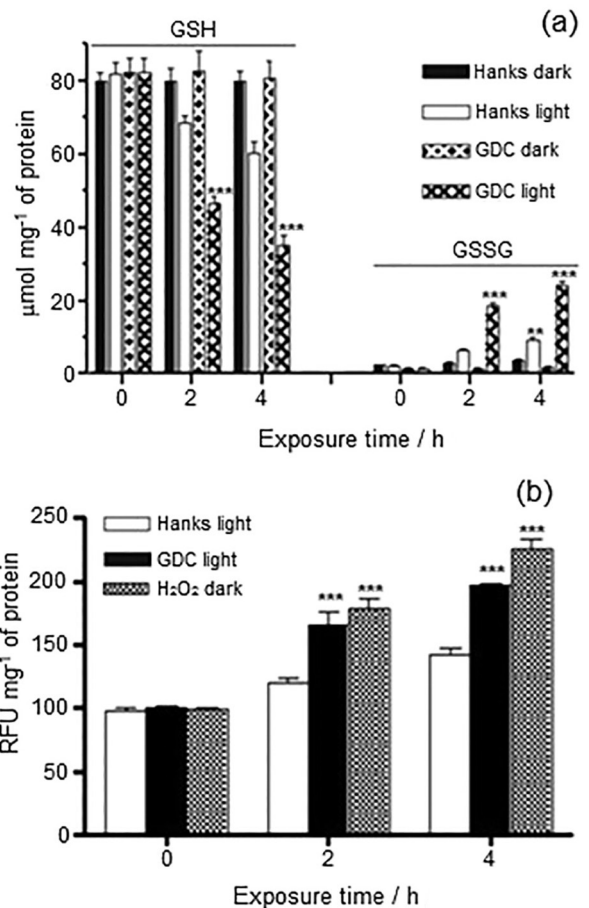 (a)
GSH
Hanks dark
Hanks light
GDC dark
GDC light
µmol mg⁻¹ of protein
80
60
40
20
0
***
***
GSSG
***
**
***
0
2
4
0
2
4
Exposure time / h
(b)
Hanks light
GDC light
H₂O₂ dark
RFU mg⁻¹ of protein
250
200
150
100
50
0
***
***
***
***
0
2
4
Exposure time / h